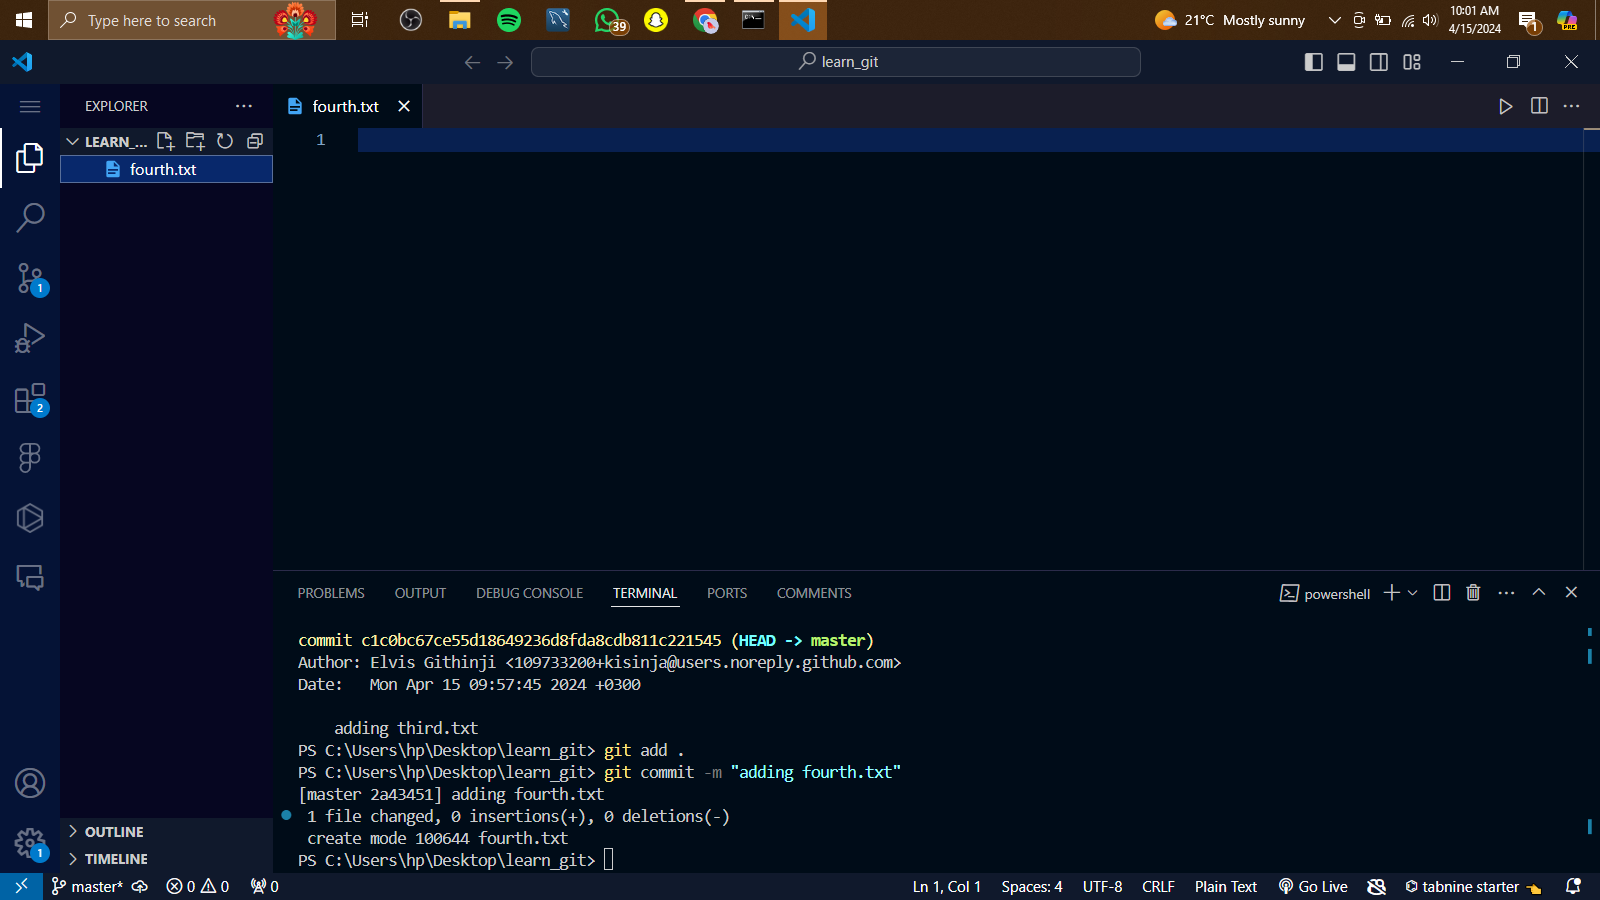 Type here to search
39
21°C Mostly sunny
10:01 AM
4/15/2024
1
PRE
learn_git
EXPLORER
fourth.txt
LEARN_...
fourth.txt
1
1
2
PROBLEMS OUTPUT DEBUG CONSOLE TERMINAL PORTS COMMENTS
powershell
commit c1c0bc67ce55d18649236d8fda8cdb811c221545 (HEAD -> master)
Author: Elvis Githinji <109733200+kisinja@users.noreply.github.com>
Date:   Mon Apr 15 09:57:45 2024 +0300
adding third.txt
PS C:\Users\hp\Desktop\learn_git> git add .
PS C:\Users\hp\Desktop\learn_git> git commit -m "adding fourth.txt"
[master 2a43451] adding fourth.txt
1 file changed, 0 insertions(+), 0 deletions(-)
create mode 100644 fourth.txt
PS C:\Users\hp\Desktop\learn_git>
OUTLINE
TIMELINE
1
master* 0 0 0 Ln 1, Col 1 Spaces: 4 UTF-8 CRLF Plain Text Go Live tabnine starter